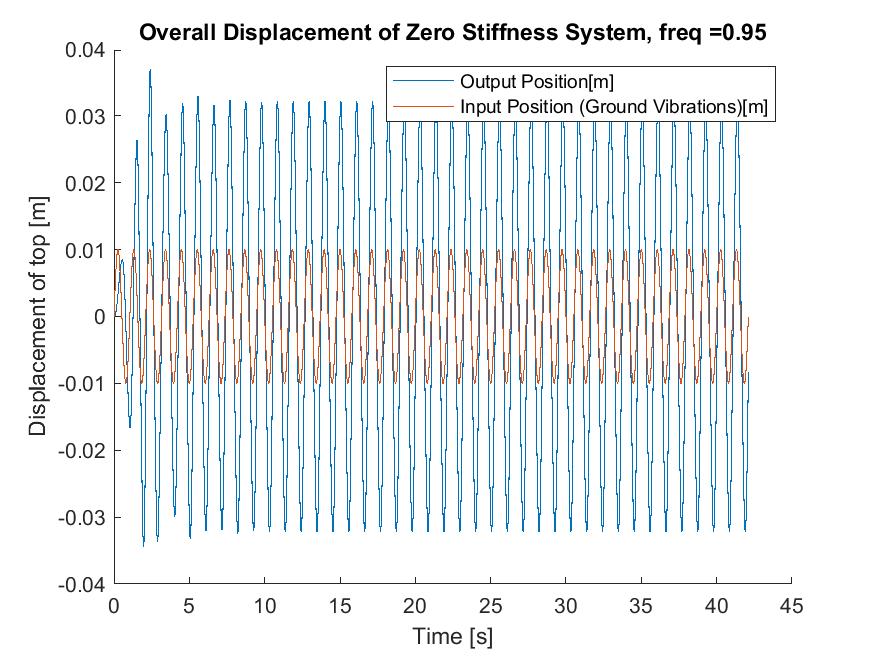 Overall Displacement of Zero Stiffness System, freq =0.95
Output Position[m]
Input Position (Ground Vibrations)[m]
Displacement of top [m]
0.04
0.03
0.02
0.01
0
-0.01
-0.02
-0.03
-0.04
0 5 10 15 20 25 30 35 40 45
Time [s]